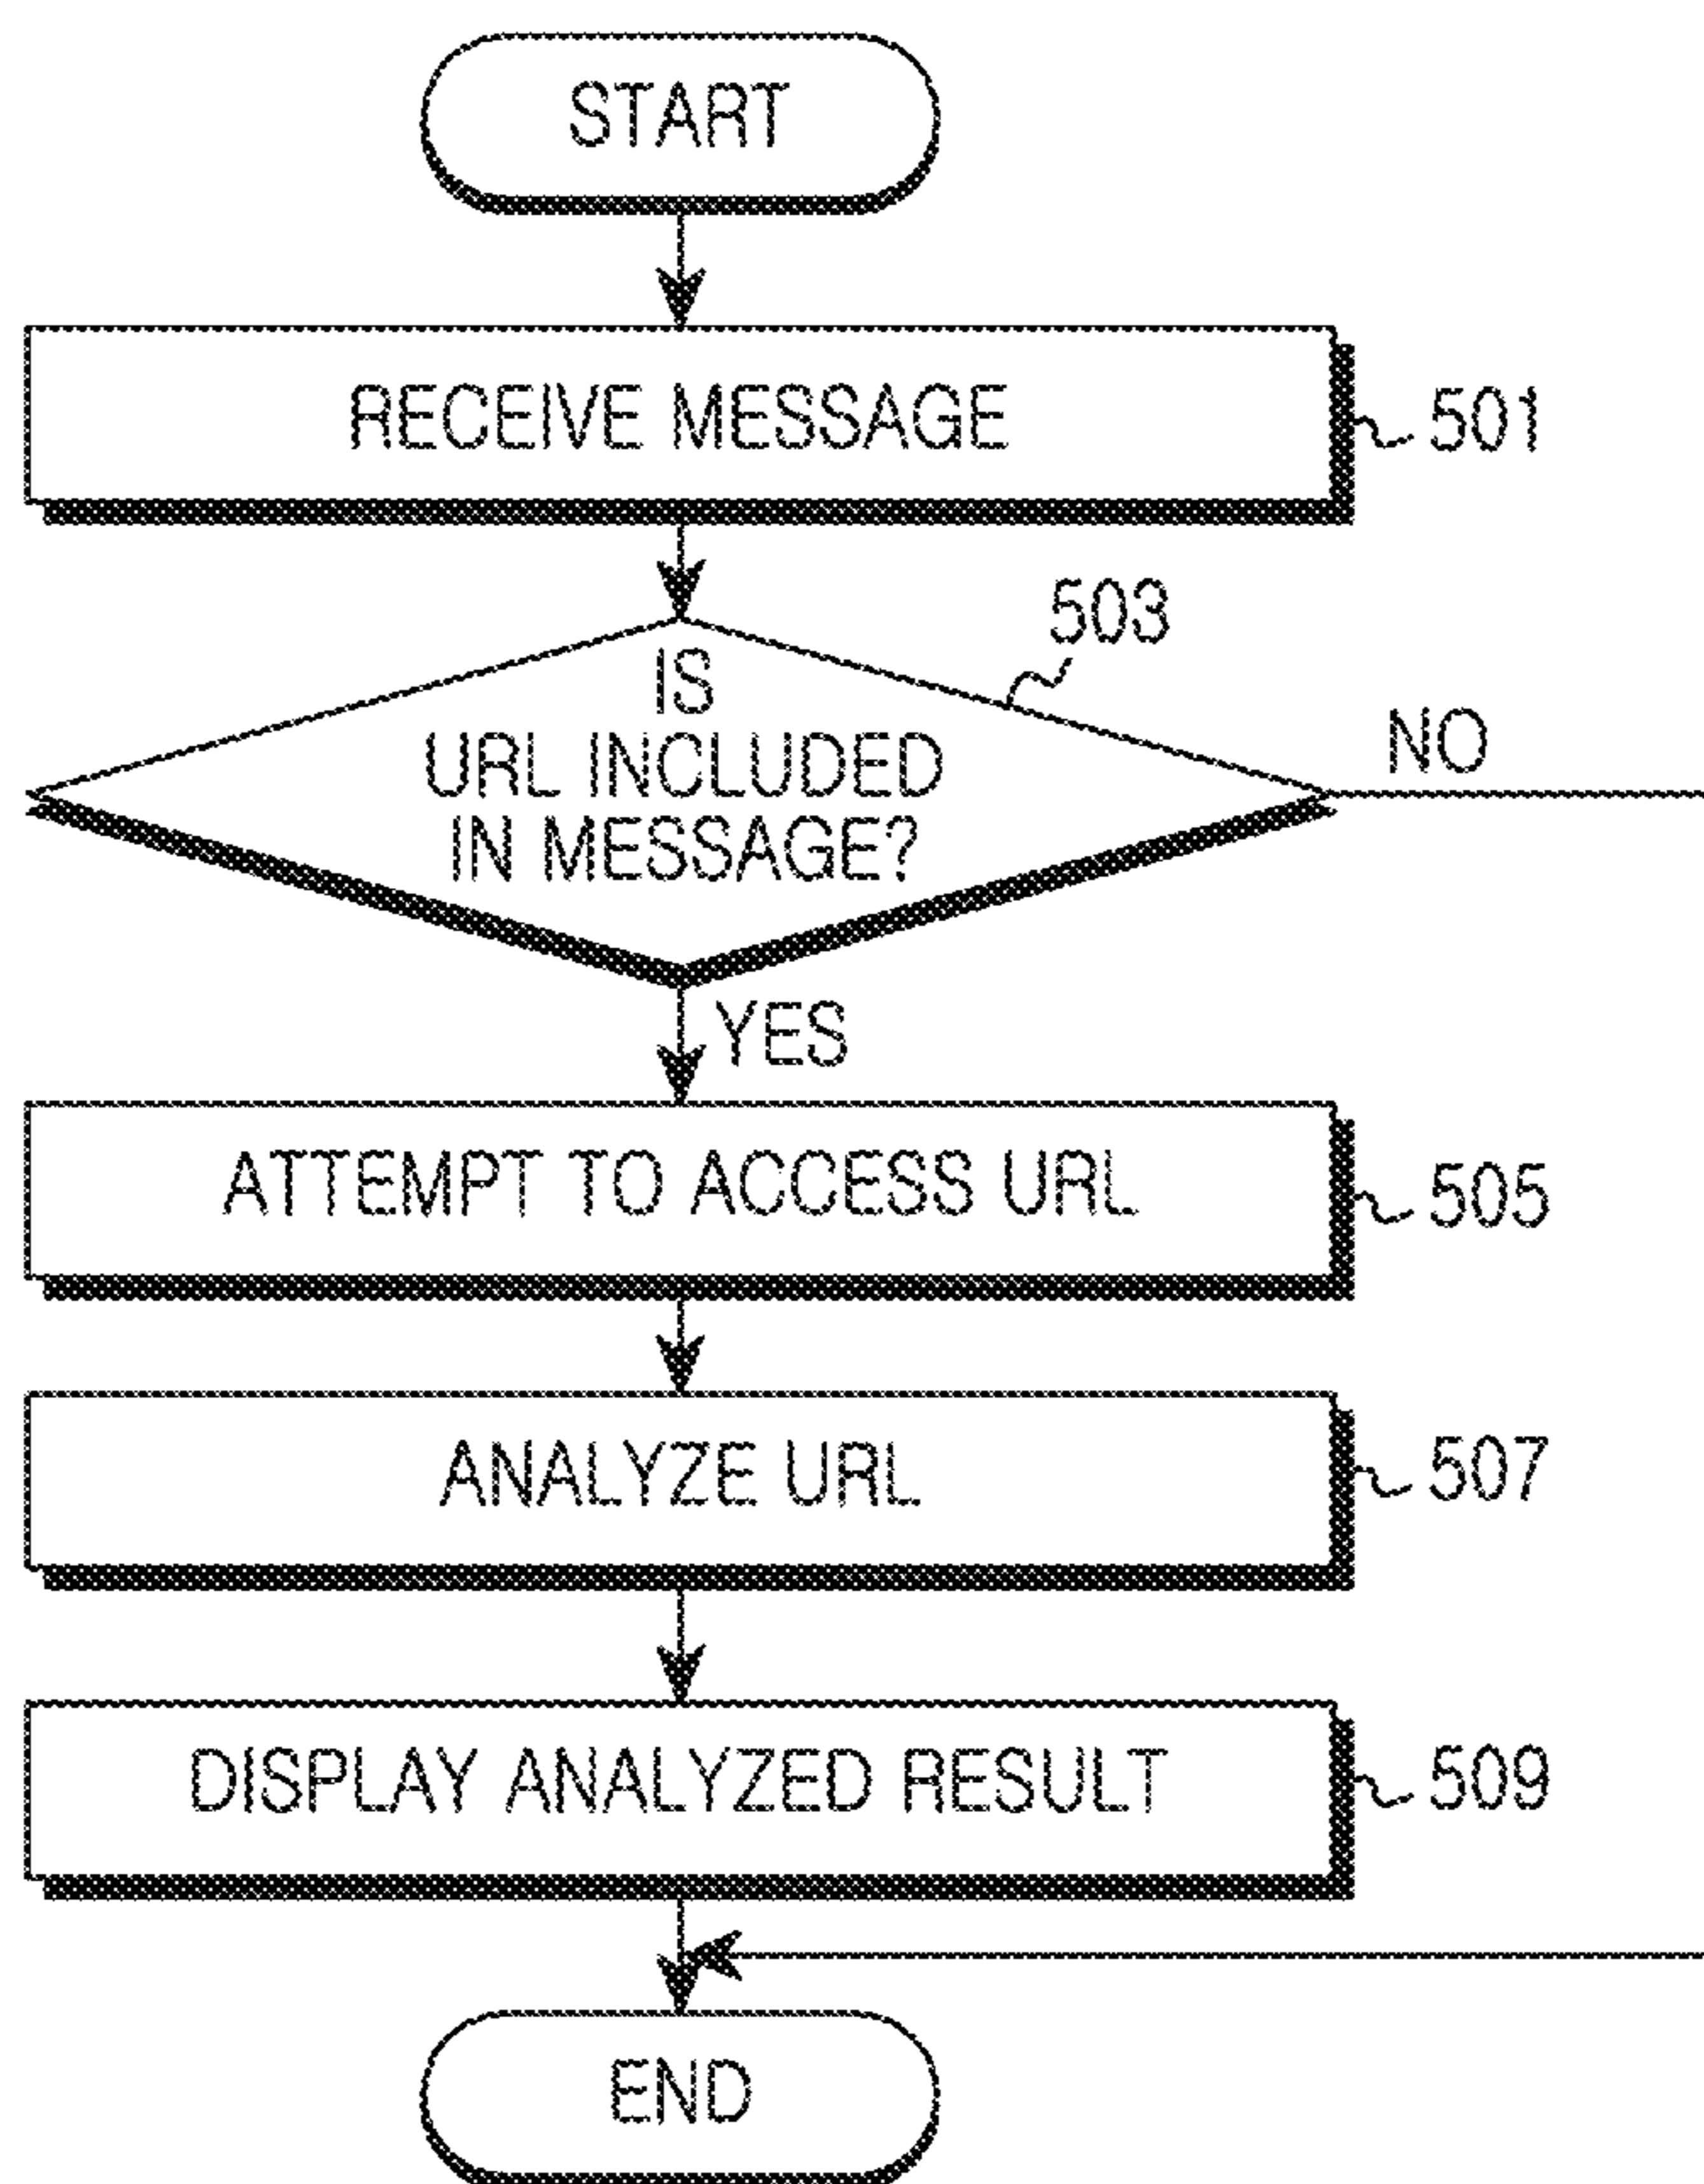 START
RECEIVE MESSAGE
501
503
IS
URL INCLUDED
IN MESSAGE?
NO
YES
ATTEMPT TO ACCESS URL
505
ANALYZE URL
507
DISPLAY ANALYZED RESULT
509
END